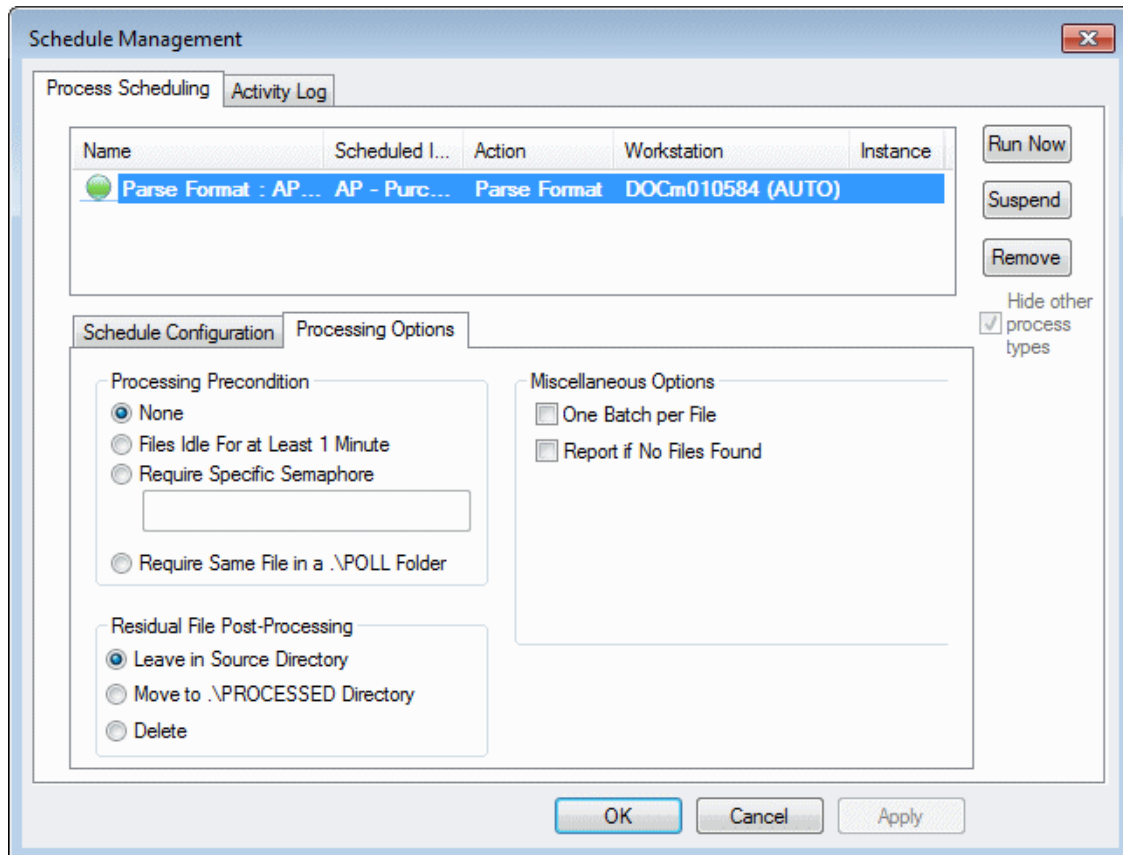 Schedule Management
Process Scheduling Activity Log
Name Scheduled I... Action Workstation Instance
Parse Format : AP... AP - Purc... Parse Format DOCm010584 (AUTO)
Run Now
Suspend
Remove
Hide other
process
types
Schedule Configuration Processing Options
Processing Precondition
None
Files Idle For at Least 1 Minute
Require Specific Semaphore
Require Same File in a .\POLL Folder
Miscellaneous Options
One Batch per File
Report if No Files Found
Residual File Post-Processing
Leave in Source Directory
Move to .\PROCESSED Directory
Delete
OK Cancel Apply